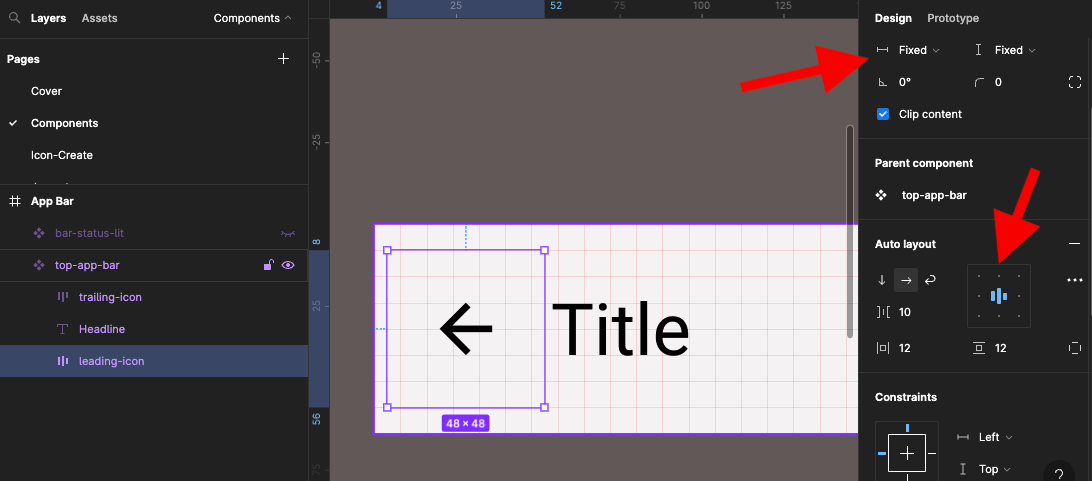 Layers Assets Components
Pages
Cover
Components
Icon-Create
App Bar
bar-status-lit
top-app-bar
trailing-icon
Headline
leading-icon
4 25 52 75 100 125
-50
-25
8
25
56
75
Title
48 × 48
Design Prototype
Fixed Fixed
0° 0
Clip content
Parent component
top-app-bar
Auto layout
10
12 12
Constraints
Left
Top
?